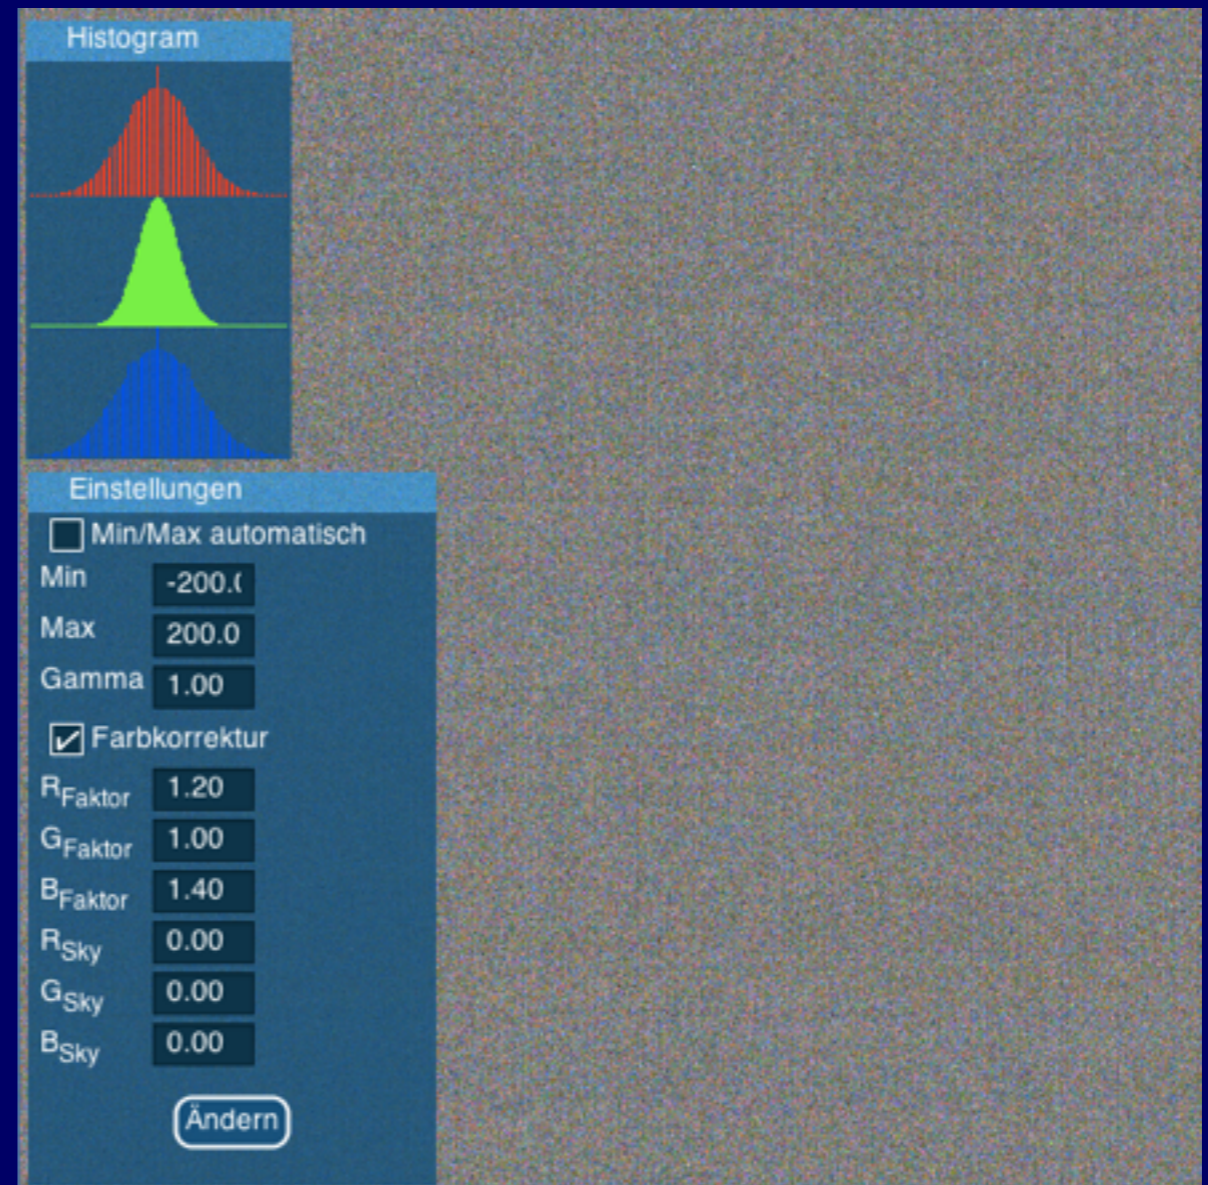 Histogram
Einstellungen
Min/Max automatisch
Min -200.(
Max 200.0
Gamma 1.00
Farbkorrektur
RFaktor 1.20
GFaktor 1.00
BFaktor 1.40
RSky 0.00
GSky 0.00
BSky 0.00
Ändern